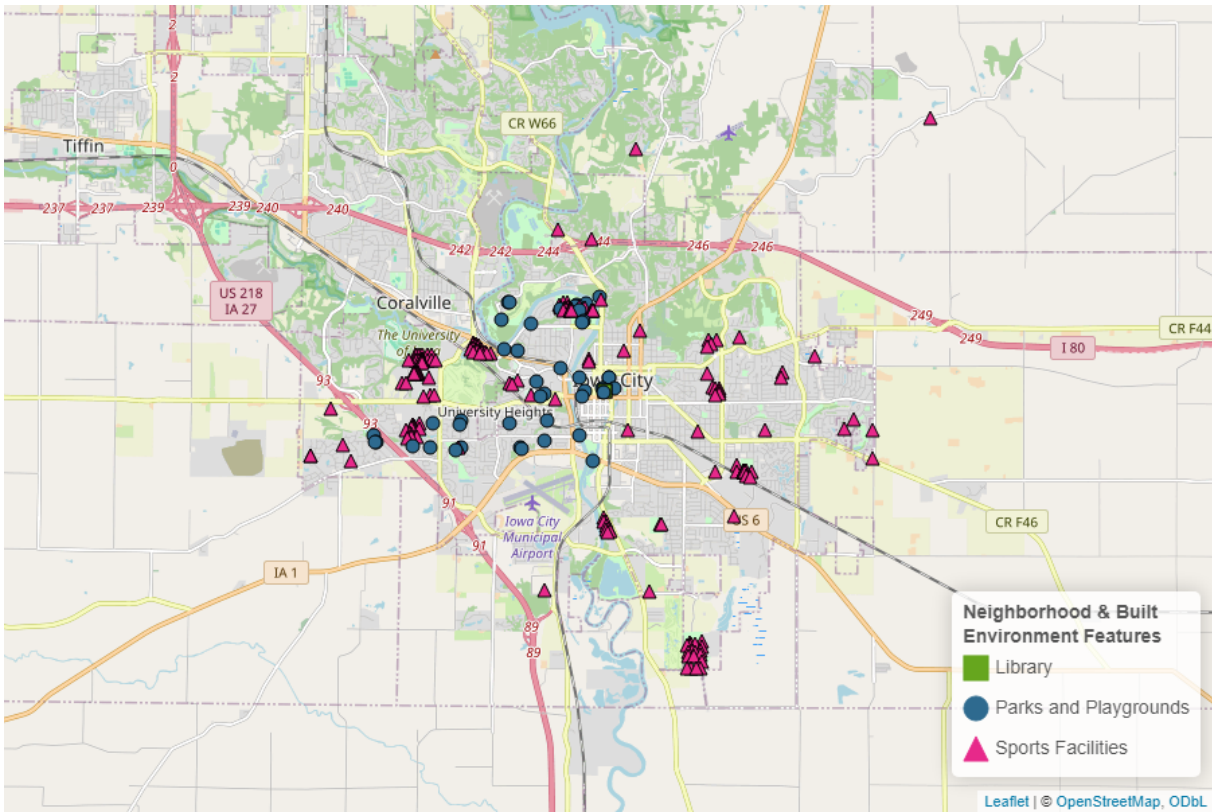 2
2
CR W66
Tiffin
0
237
237
239
239
240
240
242
242
244
44
246
246
US 218
IA 27
Coralville
249
249
CR F44
I 80
The University
of
93
City
University Heights
93
91
91
Iowa City
Municipal
Airport
S 6
CR F46
IA 1
89
89
Neighborhood & Built
Environment Features
Library
Parks and Playgrounds
Sports Facilities
Leaflet | © OpenStreetMap, ODbL